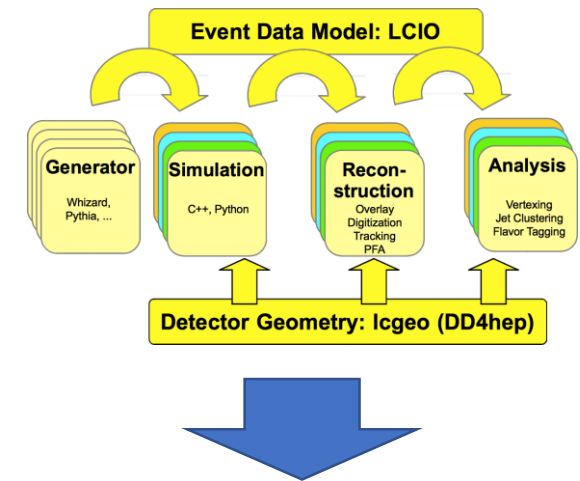 Event Data Model: LCIO
Generator
Whizard,
Pythia, ...
Simulation
C++, Python
Recon-
struction
Overlay
Digitization
Tracking
PFA
Analysis
Vertexing
Jet Clustering
Flavor Tagging
Detector Geometry: lcgeo (DD4hep)